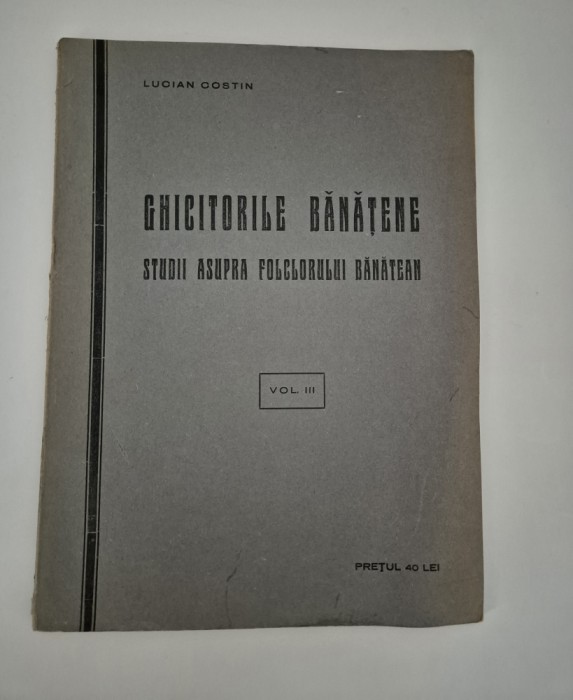 LUCIAN COSTIN
GHICITORILE BĂNĂȚENE
STUDII ASUPRA FOLCLORULUI BĂNĂȚEAN
VOL. III
PREȚUL 40 LEI